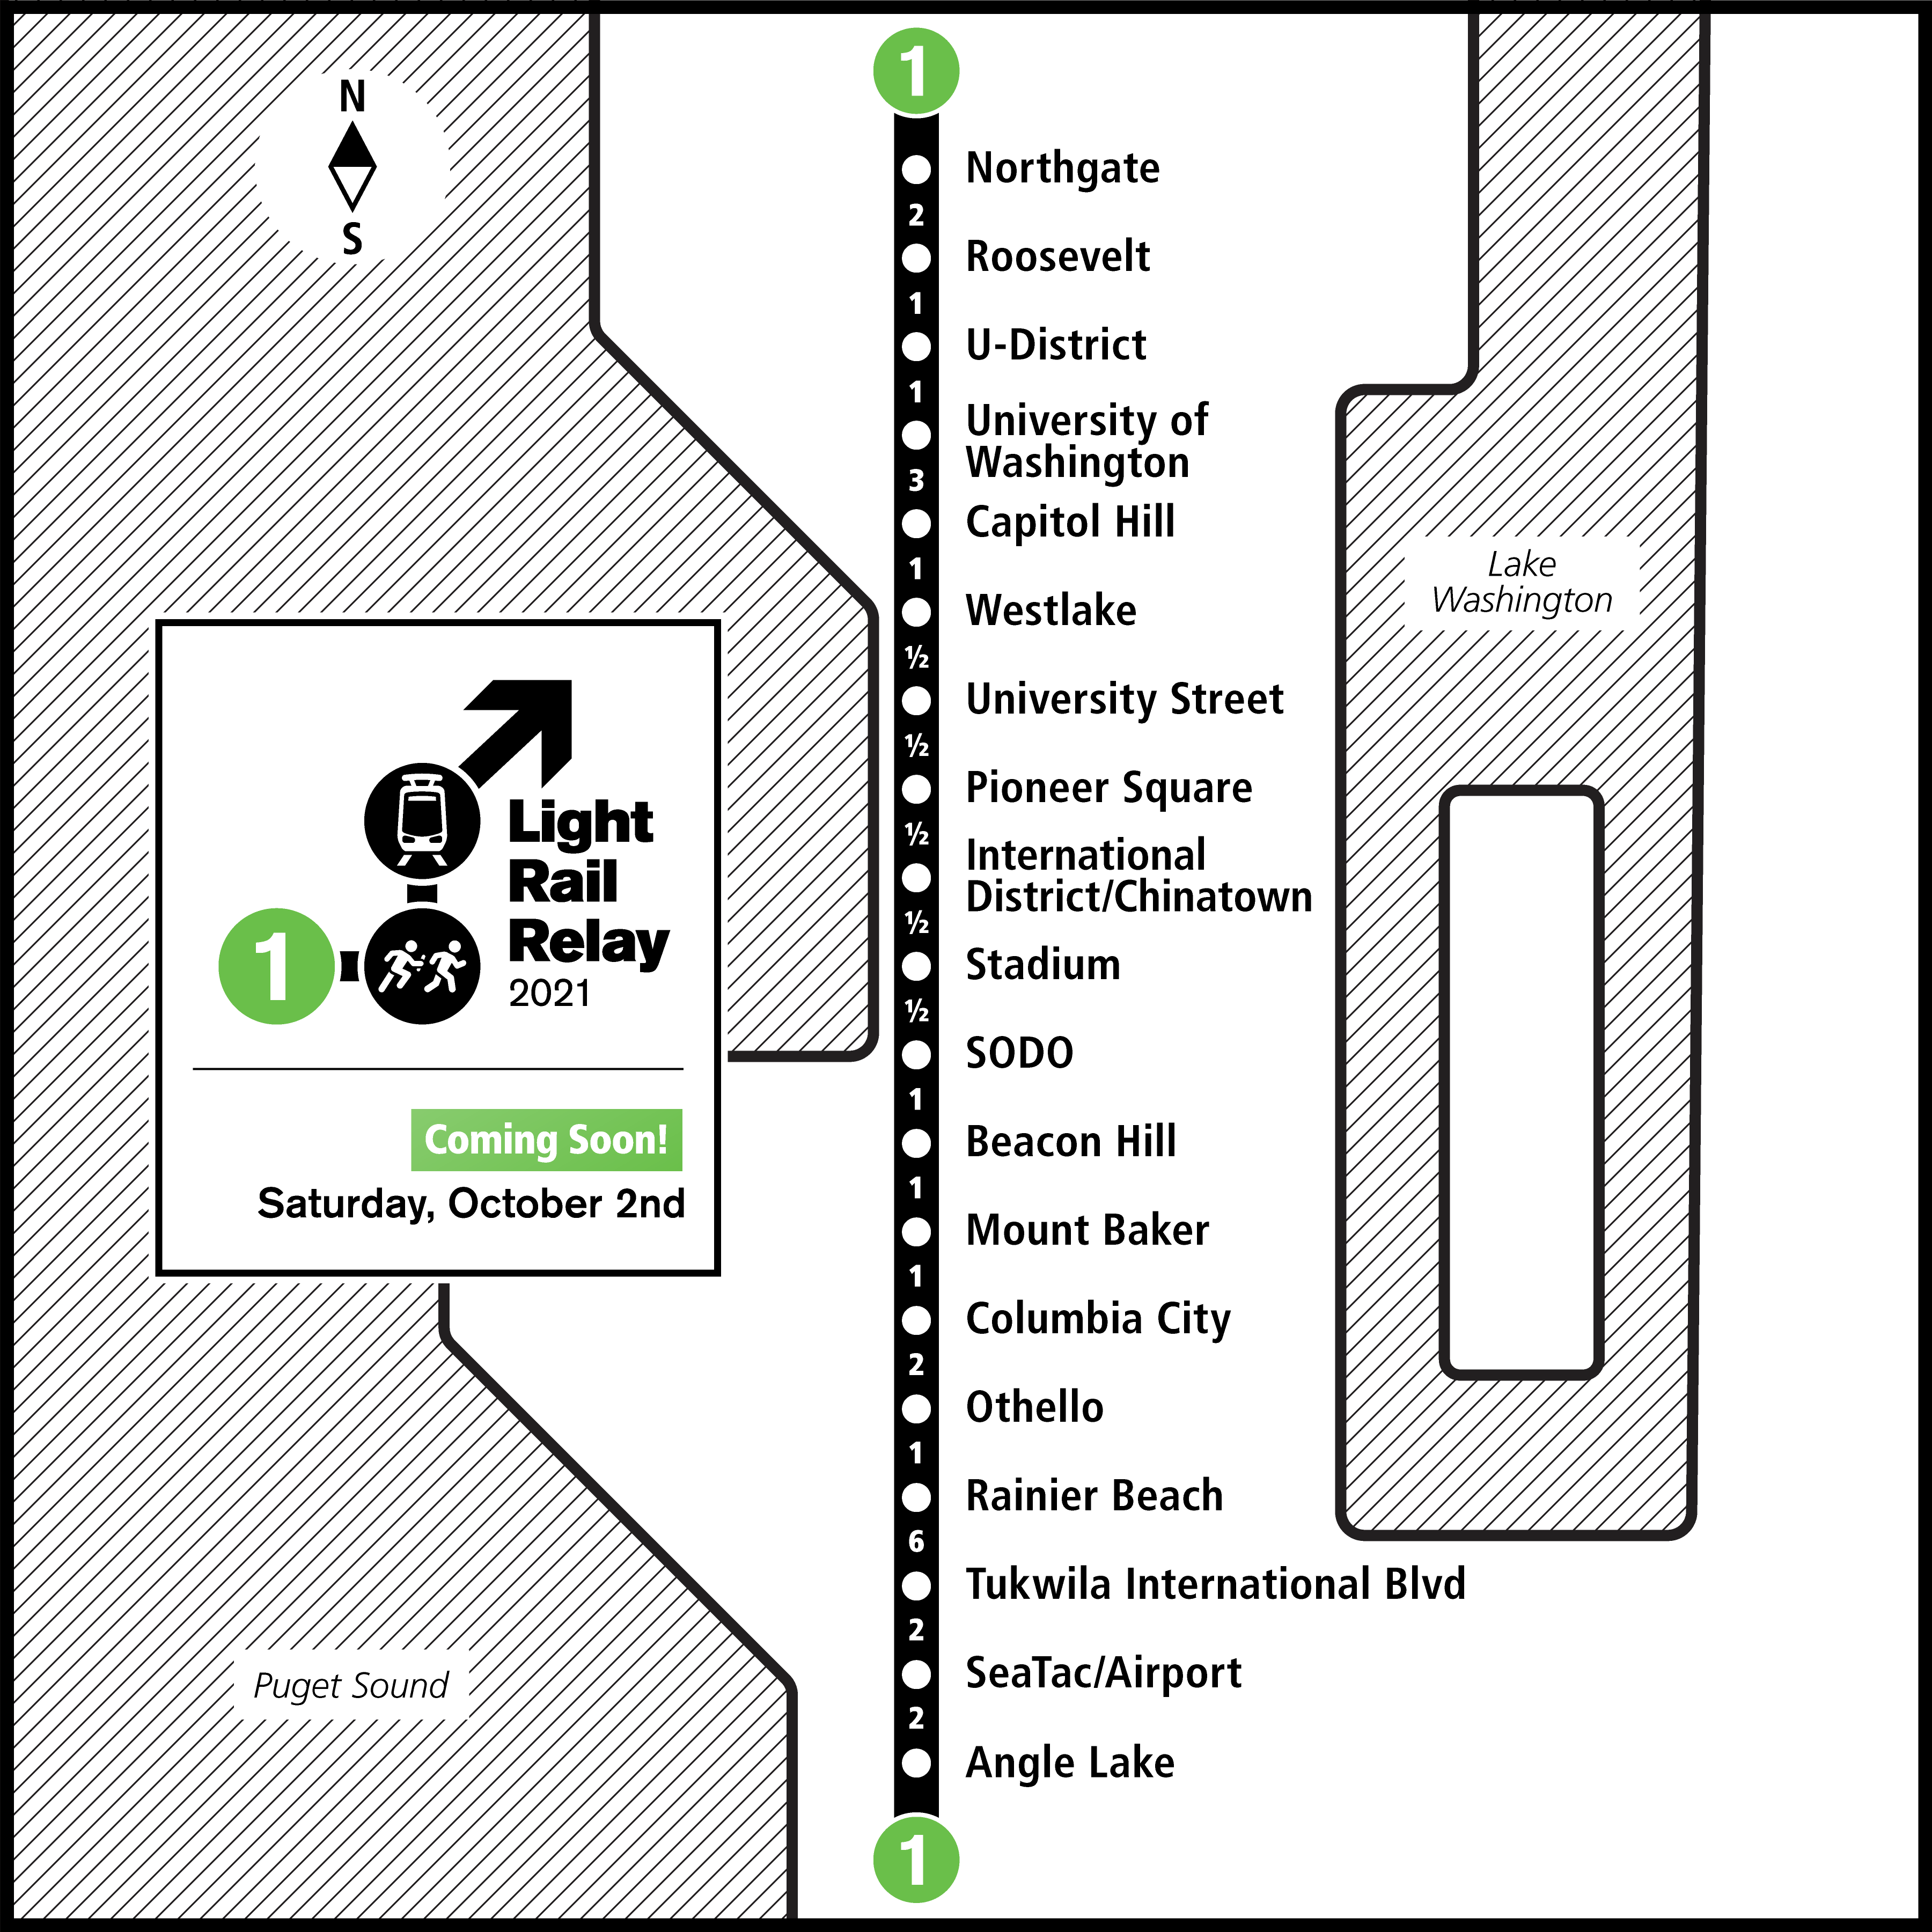 1
N
S
Northgate
2
Roosevelt
1
U-District
1
University of
Washington
3
Capitol Hill
1
Westlake
½
University Street
½
Pioneer Square
½
International
District/Chinatown
½
Stadium
½
SODO
1
Beacon Hill
1
Mount Baker
1
Columbia City
2
Othello
1
Rainier Beach
6
Tukwila International Blvd
2
SeaTac/Airport
2
Angle Lake
1
Lake
Washington
Light
Rail
Relay
2021
1
Coming Soon!
Saturday, October 2nd
Puget Sound